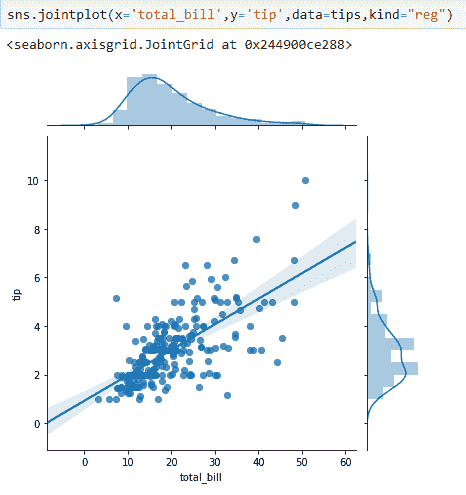 sns.jointplot(x='total_bill',y='tip',data=tips,kind="reg")
<seaborn.axisgrid.JointGrid at 0x244900ce288>
10
8
6
4
2
0
tip
0 10 20 30 40 50 60
total_bill